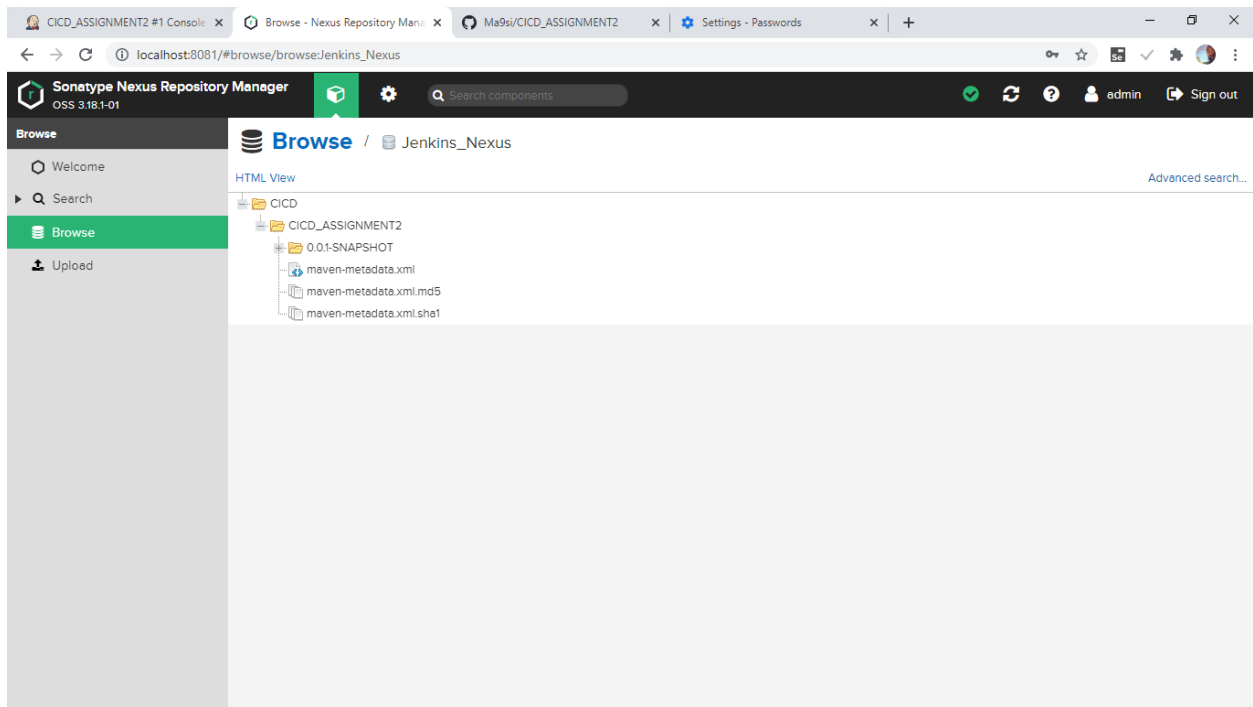 CICD_ASSIGNMENT2 #1 Console
Browse - Nexus Repository Mana
Ma9si/CICD_ASSIGNMENT2
Settings - Passwords
localhost:8081/#browse/browse:Jenkins_Nexus
Se
Sonatype Nexus Repository Manager
OSS 3.18.1-01
Search components
admin
Sign out
Browse
Welcome
Search
Browse
Upload
Browse / Jenkins_Nexus
HTML View
Advanced search...
CICD
CICD_ASSIGNMENT2
0.0.1-SNAPSHOT
maven-metadata.xml
maven-metadata.xml.md5
maven-metadata.xml.sha1